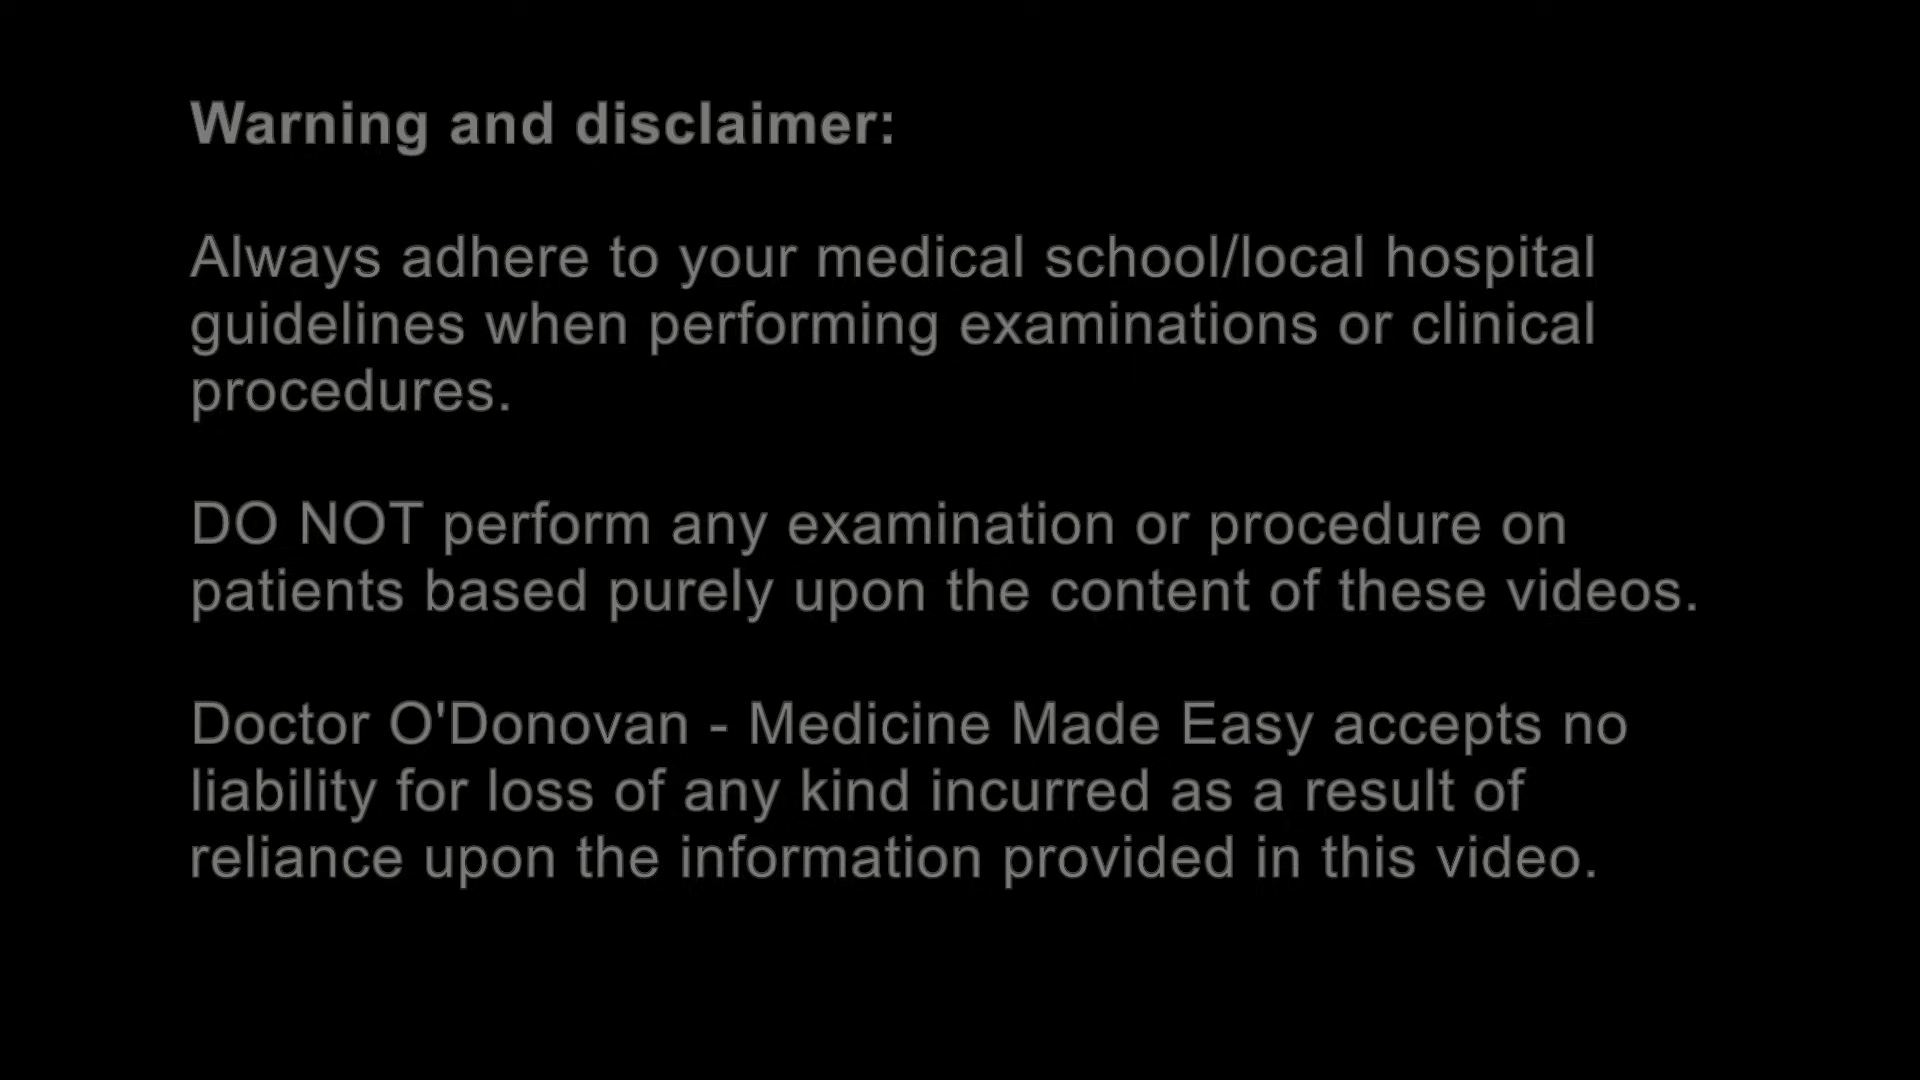 Warning and disclaimer:
Always adhere to your medical school/local hospital
guidelines when performing examinations or clinical
procedures.
DO NOT perform any examination or procedure on
patients based purely upon the content of these videos.
Doctor O'Donovan - Medicine Made Easy accepts no
liability for loss of any kind incurred as a result of
reliance upon the information provided in this video.